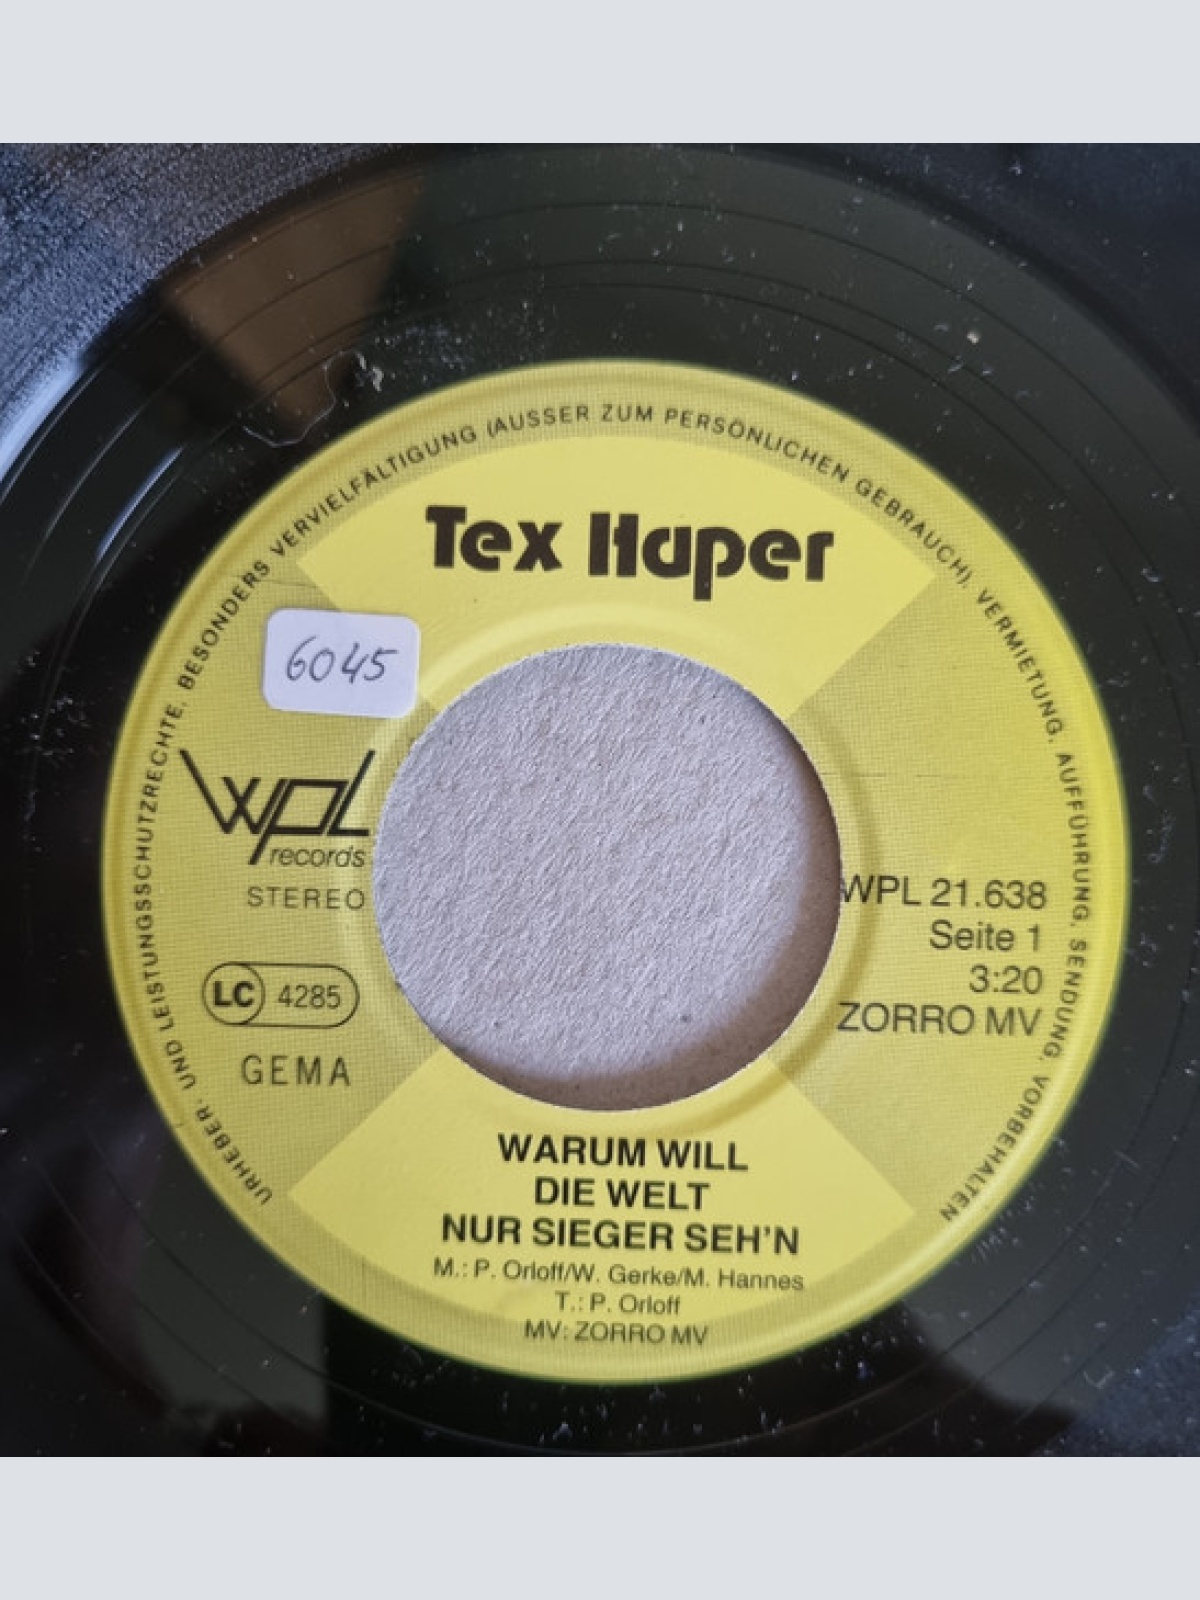 URHEBER- UND LEISTUNGSSCHUTZRECHTE, BESONDERS VERVIELFÄLTIGUNG (AUSSER ZUM PERSÖNLICHEN GEBRAUCH), VERMIETUNG, AUFFÜHRUNG, SENDUNG, VORBEHALTEN
Tex Haper
6045
wpl
records
STEREO
LC 4285
GEMA
WPL 21.638
Seite 1
3:20
ZORRO MV
WARUM WILL
DIE WELT
NUR SIEGER SEH'N
M.: P. Orloff/W. Gerke/M. Hannes
T.: P. Orloff
MV: ZORRO MV